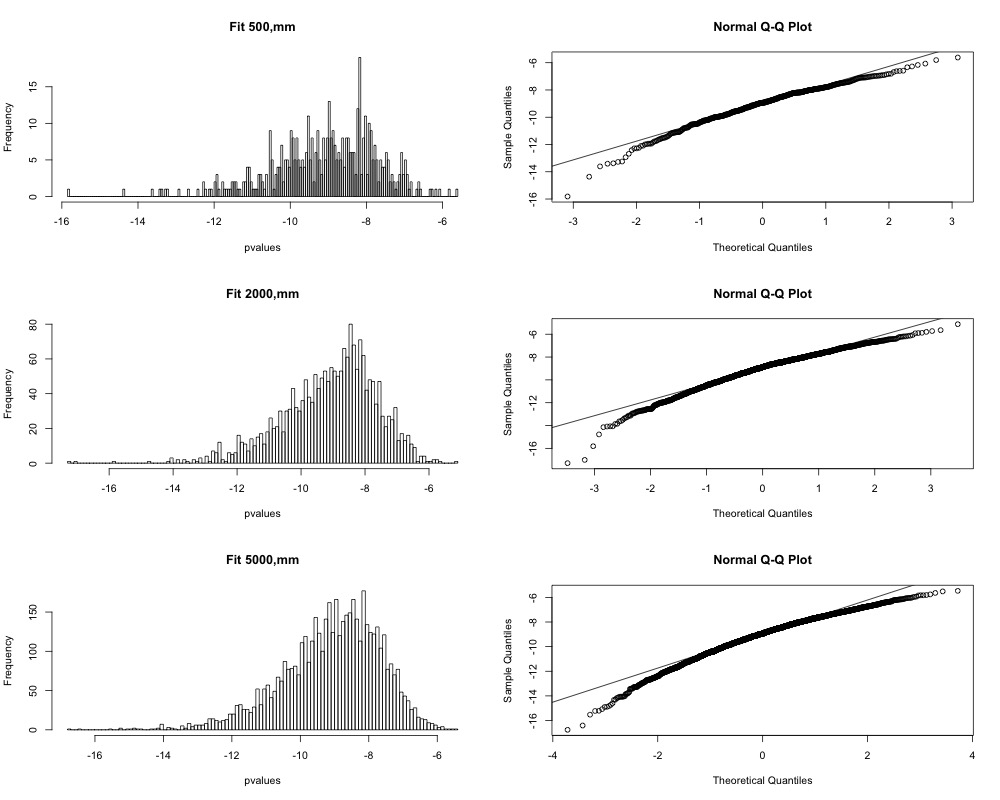 Fit 500,mm
Frequency
0 5 10 15
-16 -14 -12 -10 -8 -6
pvalues
Normal Q-Q Plot
Sample Quantiles
-16 -14 -12 -10 -8 -6
-3 -2 -1 0 1 2 3
Theoretical Quantiles
Fit 2000,mm
Frequency
0 20 40 60 80
-16 -14 -12 -10 -8 -6
pvalues
Normal Q-Q Plot
Sample Quantiles
-16 -12 -8 -6
-3 -2 -1 0 1 2 3
Theoretical Quantiles
Fit 5000,mm
Frequency
0 50 100 150
-16 -14 -12 -10 -8 -6
pvalues
Normal Q-Q Plot
Sample Quantiles
-16 -14 -12 -10 -8 -6
-4 -2 0 2 4
Theoretical Quantiles